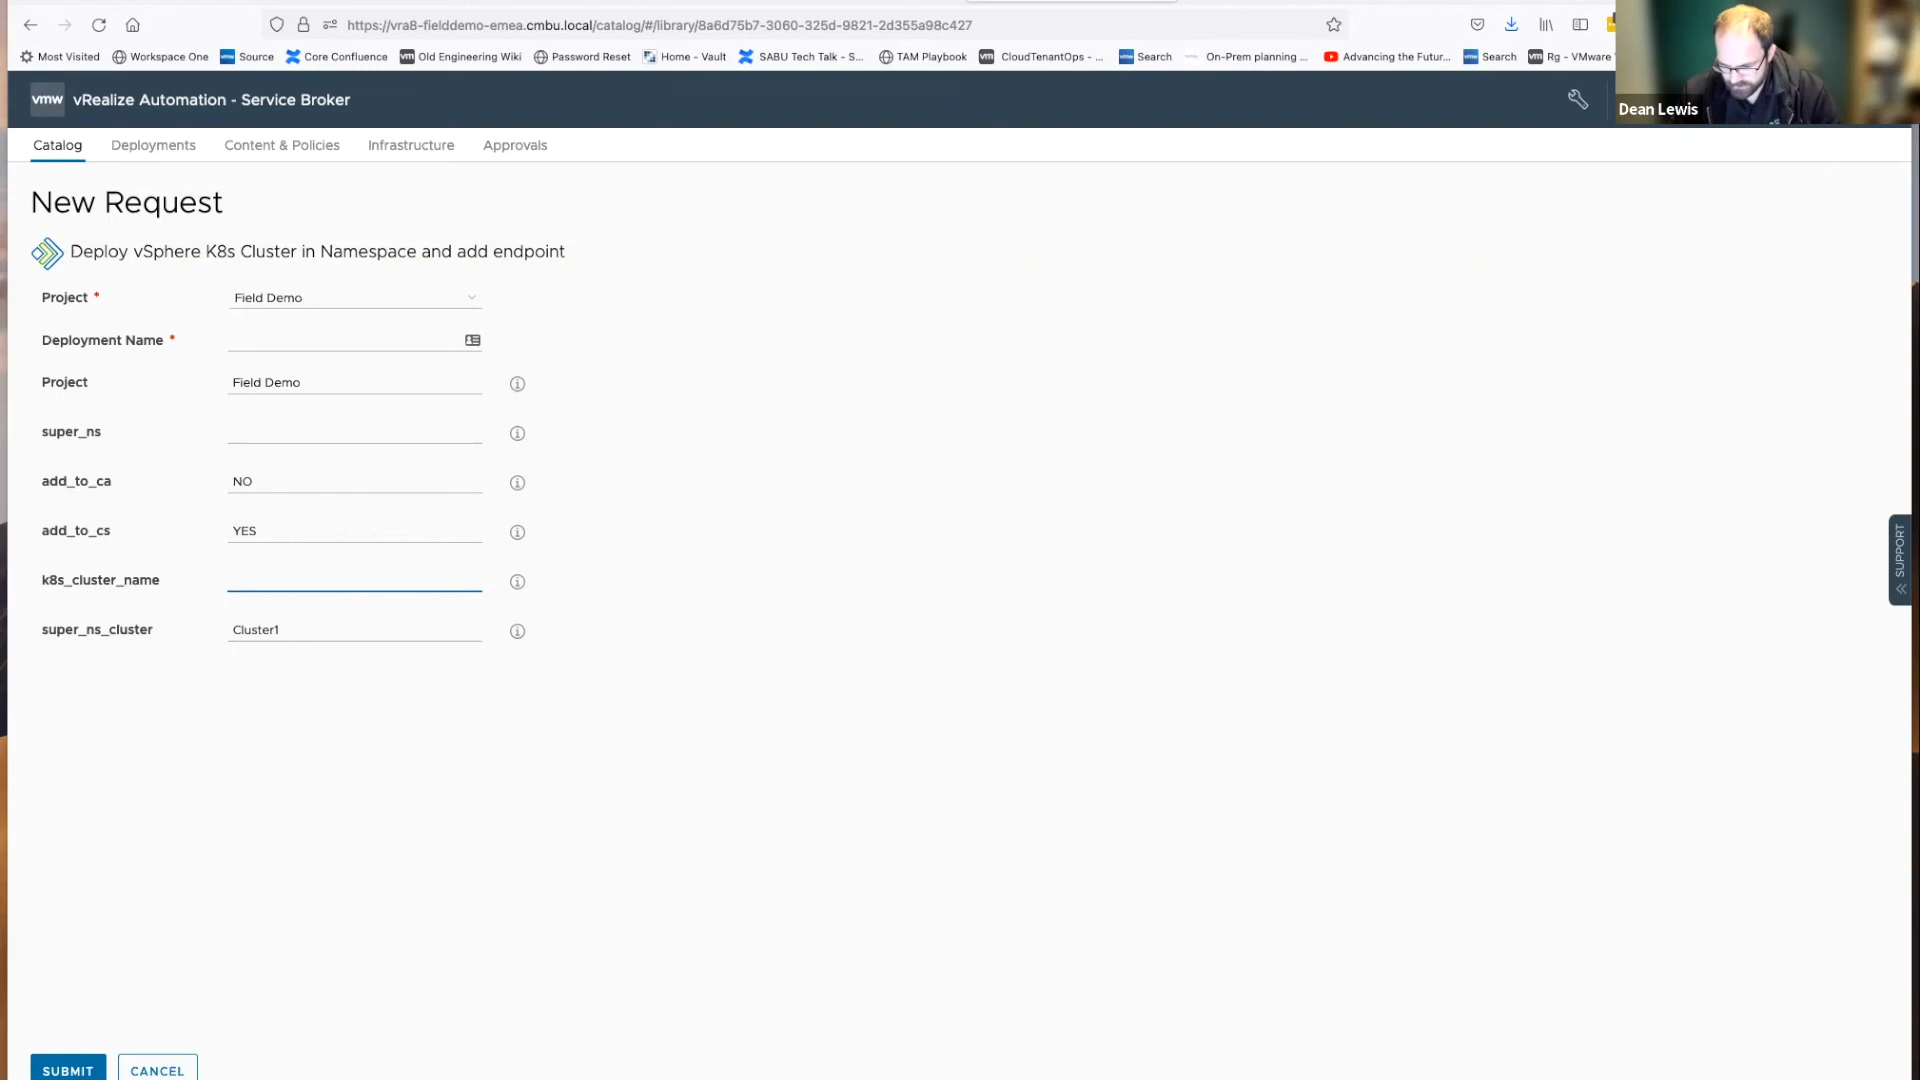 https://vra8-fielddemo-emea.cmbu.local/catalog/#/library/8a6d75b7-3060-325d-9821-2d355a98c427
Most Visited Workspace One Source Core Confluence Old Engineering Wiki Password Reset Home - Vault SABU Tech Talk - S... TAM Playbook CloudTenantOps - ... Search On-Prem planning ... Advancing the Futur... Search Rg - VMware
vmw vRealize Automation - Service Broker
Dean Lewis
Catalog Deployments Content & Policies Infrastructure Approvals
New Request
Deploy vSphere K8s Cluster in Namespace and add endpoint
Project * Field Demo
Deployment Name *
Project Field Demo
super_ns
add_to_ca NO
add_to_cs YES
k8s_cluster_name
super_ns_cluster Cluster1
SUPPORT
SUBMIT CANCEL